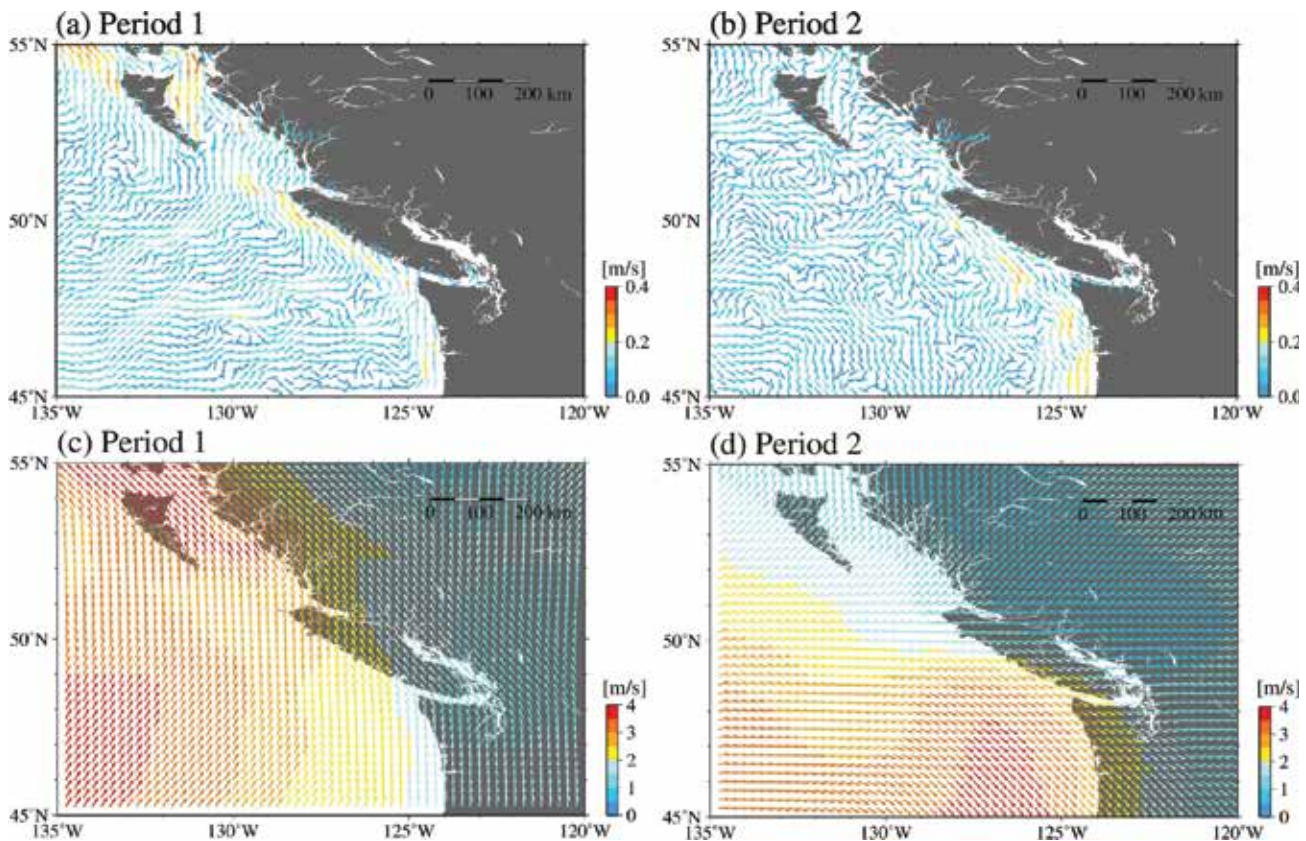 (a) Period 1
(b) Period 2
55°N
50°N
45°N
135°W
130°W
125°W
120°W
0 100 200 km
[m/s]
0.4
0.2
0.0
55°N
50°N
45°N
135°W
130°W
125°W
120°W
0 100 200 km
[m/s]
0.4
0.2
0.0
(c) Period 1
(d) Period 2
55°N
50°N
45°N
135°W
130°W
125°W
120°W
0 100 200 km
[m/s]
4
3
2
1
0
55°N
50°N
45°N
135°W
130°W
125°W
120°W
0 100 200 km
[m/s]
4
3
2
1
0